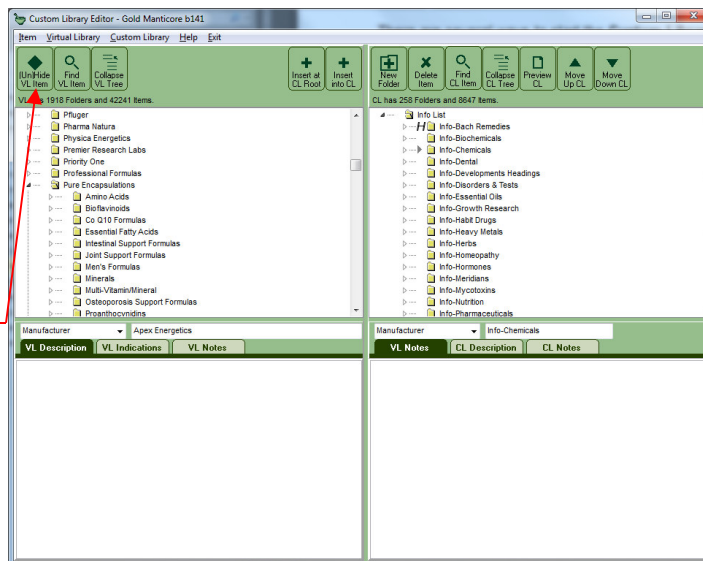 Custom Library Editor - Gold Manticore b141
Item Virtual Library Custom Library Help Exit
(Un)Hide VL Item
Find VL Item
Collapse VL Tree
Insert at CL Root
Insert into CL
New Folder
Delete Item
Find CL Item
Collapse CL Tree
Preview CL
Move Up CL
Move Down CL
1918 Folders and 42241 Items.
CL has 258 Folders and 8647 Items.
Pfluger
Pharma Natura
Physica Energetics
Premier Research Labs
Priority One
Professional Formulas
Pure Encapsulations
Amino Acids
Bioflavinoids
Co Q10 Formulas
Essential Fatty Acids
Intestinal Support Formulas
Joint Support Formulas
Men's Formulas
Minerals
Multi-Vitamin/Mineral
Osteoporosis Support Formulas
Proanthocynidins
Info List
H Info-Bach Remedies
Info-Biochemicals
Info-Chemicals
Info-Dental
Info-Developments Headings
Info-Disorders & Tests
Info-Essential Oils
Info-Growth Research
Info-Habit Drugs
Info-Heavy Metals
Info-Herbs
Info-Homeopathy
Info-Hormones
Info-Meridians
Info-Mycotoxins
Info-Nutrition
Info-Pharmaceuticals
Manufacturer Apex Energetics
VL Description VL Indications VL Notes
Manufacturer Info-Chemicals
VL Notes CL Description CL Notes